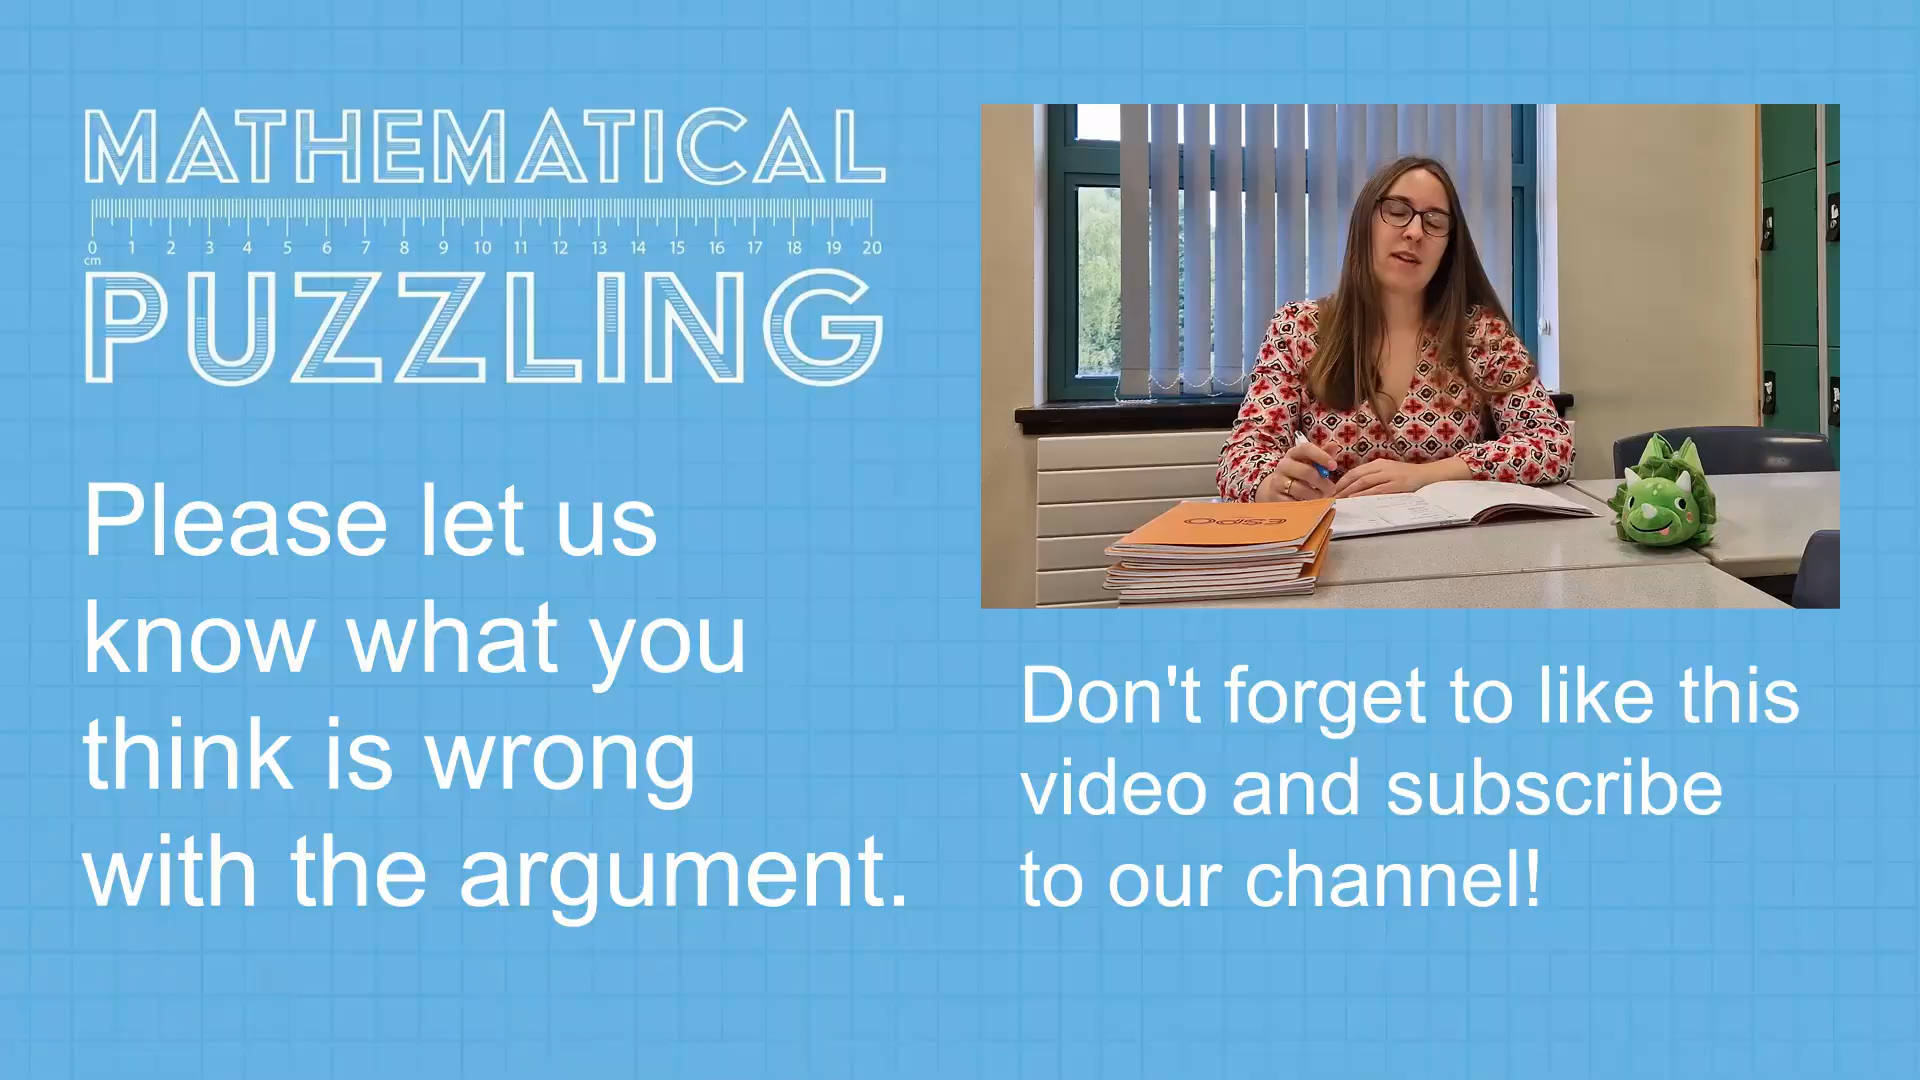 MATHEMATICAL
0 1 2 3 4 5 6 7 8 9 10 11 12 13 14 15 16 17 18 19 20
cm
PUZZLING
Please let us
know what you
think is wrong
with the argument.
ESPO
Don't forget to like this
video and subscribe
to our channel!